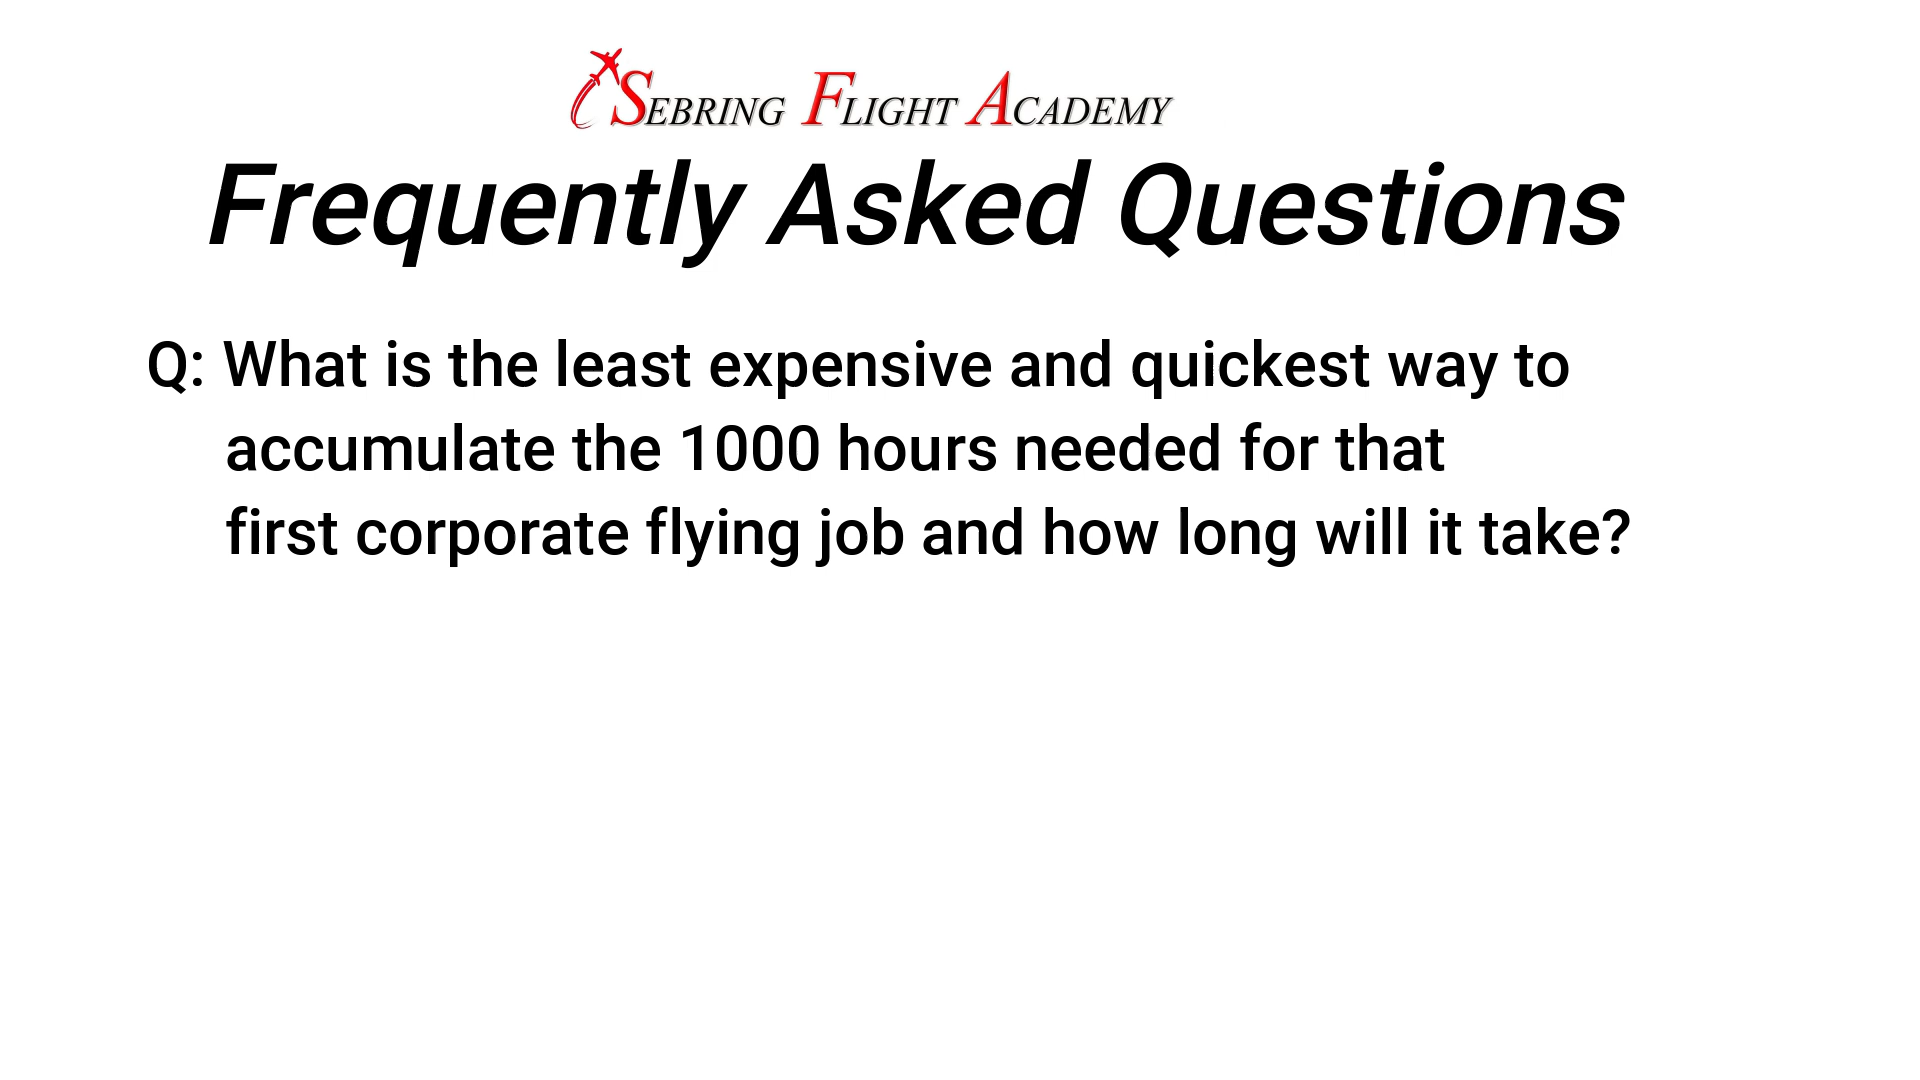 SEBRING FLIGHT ACADEMY
Frequently Asked Questions
Q: What is the least expensive and quickest way to
accumulate the 1000 hours needed for that
first corporate flying job and how long will it take?